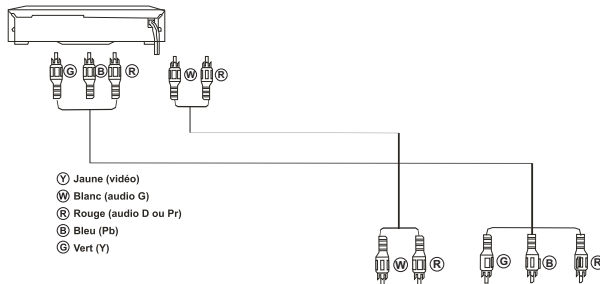 G B R W R
Y Jaune (vidéo)
W Blanc (audio G)
R Rouge (audio D ou Pr)
B Bleu (Pb)
G Vert (Y)
W R G B R